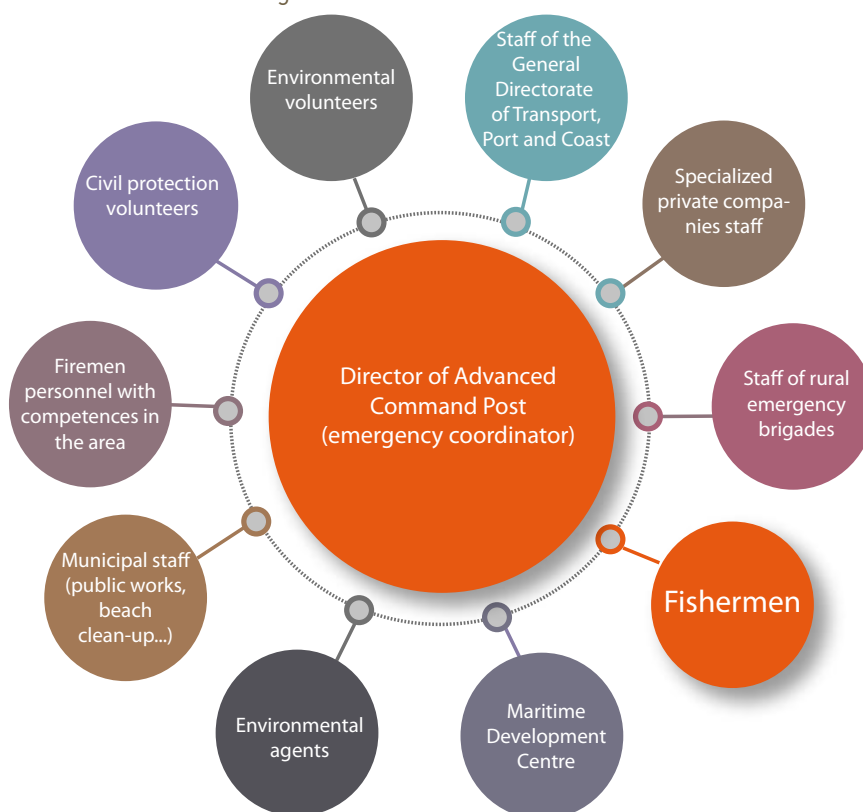 Environmental
volunteers
Staff of the
General
Directorate
of Transport,
Port and Coast
Civil protection
volunteers
Specialized
private compa-
nies staff
Firemen
personnel with
competences in
the area
Director of Advanced
Command Post
(emergency coordinator)
Staff of rural
emergency
brigades
Municipal staff
(public works,
beach
clean-up...)
Fishermen
Environmental
agents
Maritime
Development
Centre